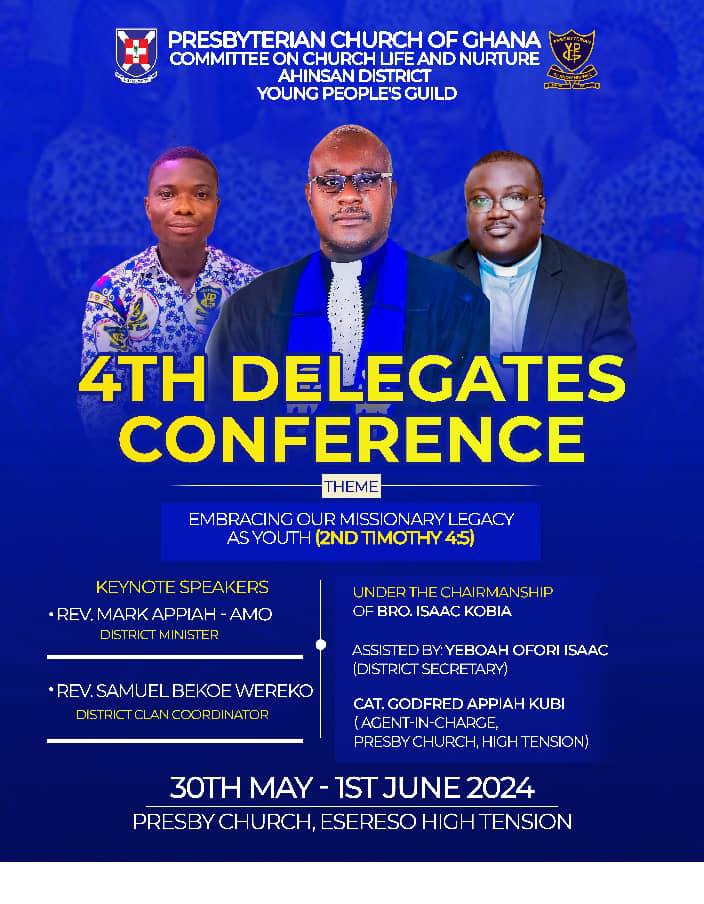 PRESBYTERIAN CHURCH OF GHANA
COMMITTEE ON CHURCH LIFE AND NURTURE
AHINSAN DISTRICT
YOUNG PEOPLE'S GUILD
4TH DELEGATES
CONFERENCE
THEME
EMBRACING OUR MISSIONARY LEGACY
AS YOUTH (2ND TIMOTHY 4:5)
KEYNOTE SPEAKERS
• REV. MARK APPIAH - AMO
DISTRICT MINISTER
• REV. SAMUEL BEKOE WEREKO
DISTRICT CLAN COORDINATOR
UNDER THE CHAIRMANSHIP
OF BRO. ISAAC KOBIA
ASSISTED BY: YEBOAH OFORI ISAAC
(DISTRICT SECRETARY)
CAT. GODFRED APPIAH KUBI
( AGENT-IN-CHARGE,
PRESBY CHURCH, HIGH TENSION)
30TH MAY - 1ST JUNE 2024
PRESBY CHURCH, ESERESO HIGH TENSION